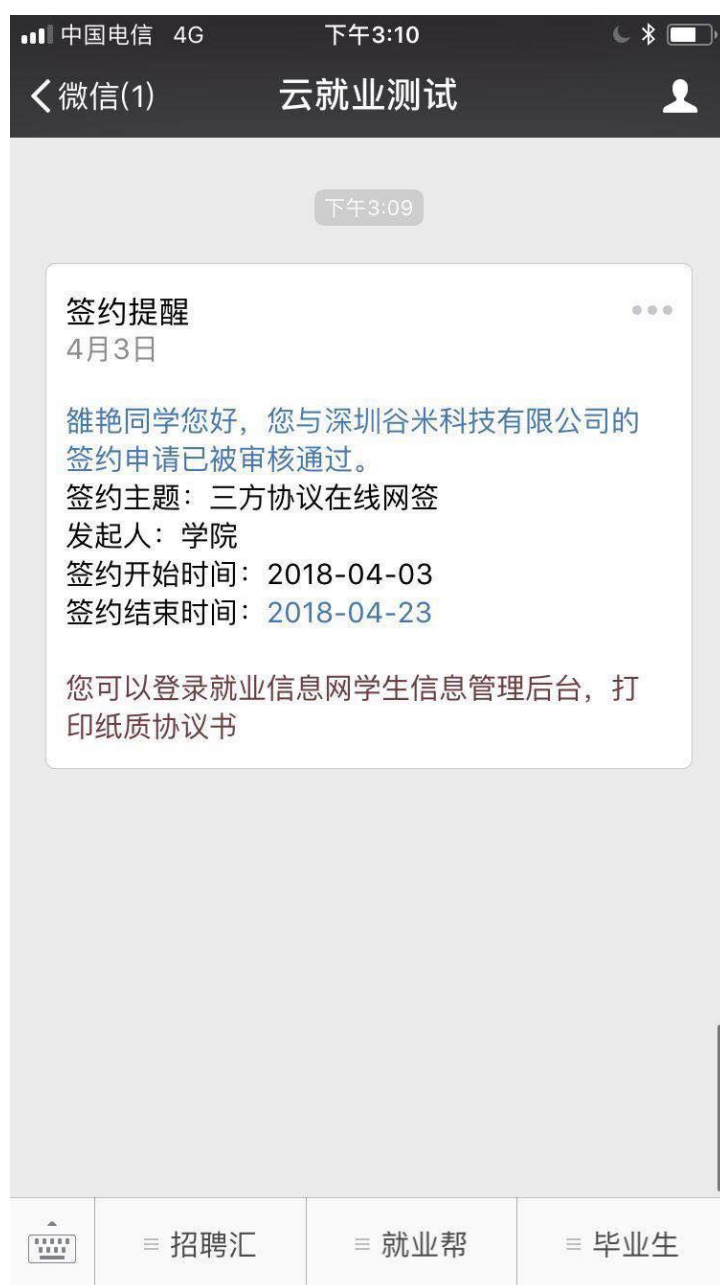 中国电信 4G 下午3:10
微信(1) 云就业测试
下午3:09
签约提醒
4月3日
雒艳同学您好，您与深圳谷米科技有限公司的
签约申请已被审核通过。
签约主题：三方协议在线网签
发起人：学院
签约开始时间：2018-04-03
签约结束时间：2018-04-23
您可以登录就业信息网学生信息管理后台，打
印纸质协议书
招聘汇 就业帮 毕业生